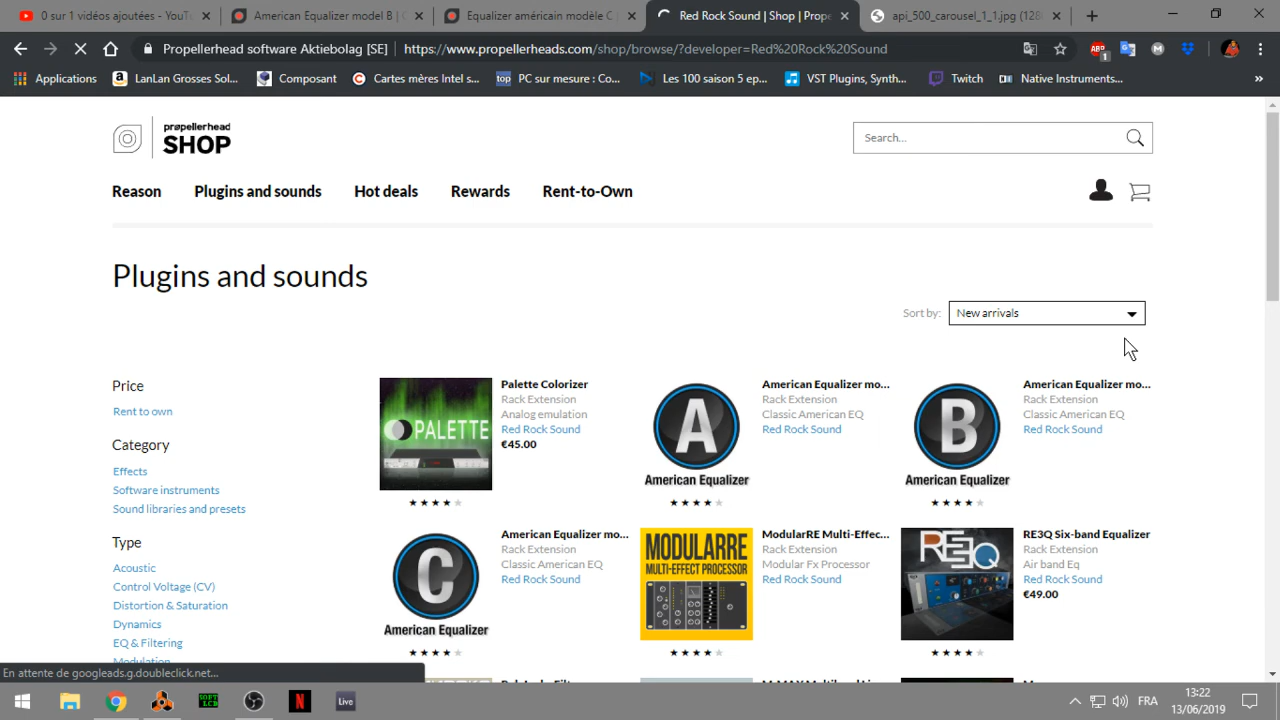 0 sur 1 vidéos ajoutées - YouT
American Equalizer model B | C
Equalizer américain modèle C |
Red Rock Sound | Shop | Prope
api_500_carousel_1_1.jpg (128
Propellerhead software Aktiebolag [SE]
https://www.propellerheads.com/shop/browse/?developer=Red%20Rock%20Sound
ABP
1
M
Applications
LanLan Grosses Sol...
Composant
Cartes mères Intel s...
top
PC sur mesure : Co...
Les 100 saison 5 ep...
VST Plugins, Synth...
Twitch
Native Instruments...
»
propellerhead
SHOP
Search...
Reason
Plugins and sounds
Hot deals
Rewards
Rent-to-Own
Plugins and sounds
Sort by:
New arrivals
Price
Rent to own
Category
Effects
Software instruments
Sound libraries and presets
Type
Acoustic
Control Voltage (CV)
Distortion & Saturation
Dynamics
EQ & Filtering
Modulation
PALETTE
Palette Colorizer
Rack Extension
Analog emulation
Red Rock Sound
€45.00
A
American Equalizer
American Equalizer mo...
Rack Extension
Classic American EQ
Red Rock Sound
B
American Equalizer
American Equalizer mo...
Rack Extension
Classic American EQ
Red Rock Sound
C
American Equalizer
American Equalizer mo...
Rack Extension
Classic American EQ
Red Rock Sound
MODULARRE
MULTI-EFFECT PROCESSOR
ModularRE Multi-Effec...
Rack Extension
Modular Fx Processor
Red Rock Sound
RE3Q
RE3Q Six-band Equalizer
Rack Extension
Air band Eq
Red Rock Sound
€49.00
En attente de googleads.g.doubleclick.net...
SOFT
LCD
N
Live
FRA
13:22
13/06/2019